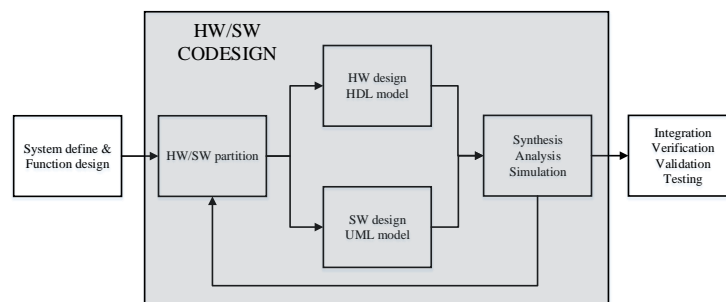 HW/SW
CODESIGN
System define &
Function design
HW/SW partition
HW design
HDL model
SW design
UML model
Synthesis
Analysis
Simulation
Integration
Verification
Validation
Testing